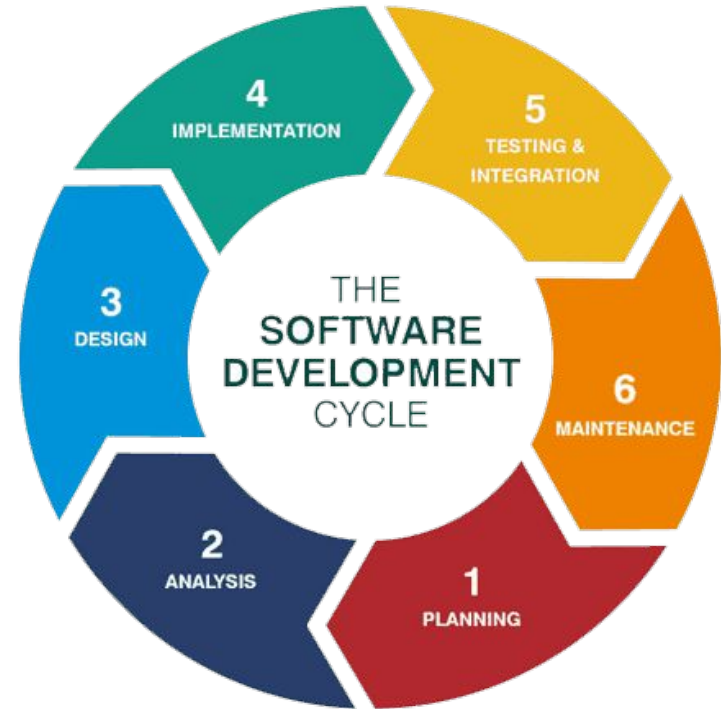 THE
SOFTWARE
DEVELOPMENT
CYCLE
1
PLANNING
2
ANALYSIS
3
DESIGN
4
IMPLEMENTATION
5
TESTING &
INTEGRATION
6
MAINTENANCE